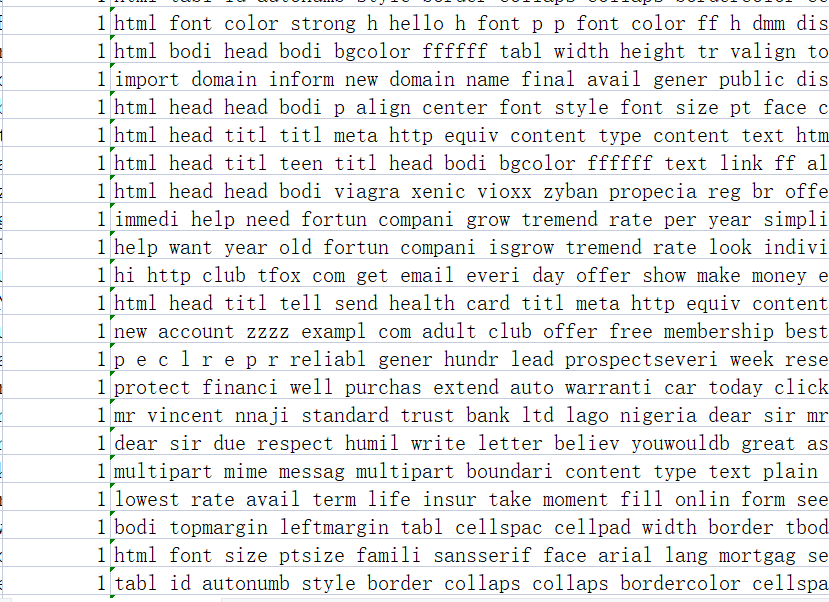 1 html font color strong h hello h font p p font color ff h dmm dis
1 html bodi head bodi bgcolor ffffff tabl width height tr valign to
1 import domain inform new domain name final avail gener public dis
1 html head head bodi p align center font style font size pt face c
1 html head titl titl meta http equiv content type content text htm
1 html head titl teen titl head bodi bgcolor ffffff text link ff al
1 html head head bodi viagra xenic vioxx zyban propecia reg br offe
1 immedi help need fortun compani grow tremend rate per year simpli
1 help want year old fortun compani isgrow tremend rate look indivi
1 hi http club tfox com get email everi day offer show make money e
1 html head titl tell send health card titl meta http equiv content
1 new account zzzz exampl com adult club offer free membership best
1 p e c l r e p r reliabl gener hundr lead prospectseveri week rese
1 protect financi well purchas extend auto warranti car today click
1 mr vincent nnaji standard trust bank ltd lago nigeria dear sir mr
1 dear sir due respect humil write letter believ youwouldb great as
1 multipart mime messag multipart boundari content type text plain
1 lowest rate avail term life insur take moment fill onlin form see
1 bodi topmargin leftmargin tabl cellspac cellpad width border tbod
1 html font size ptsize famili sansserif face arial lang mortgag se
1 tabl id autonumb style border collaps collaps bordercolor cellspa